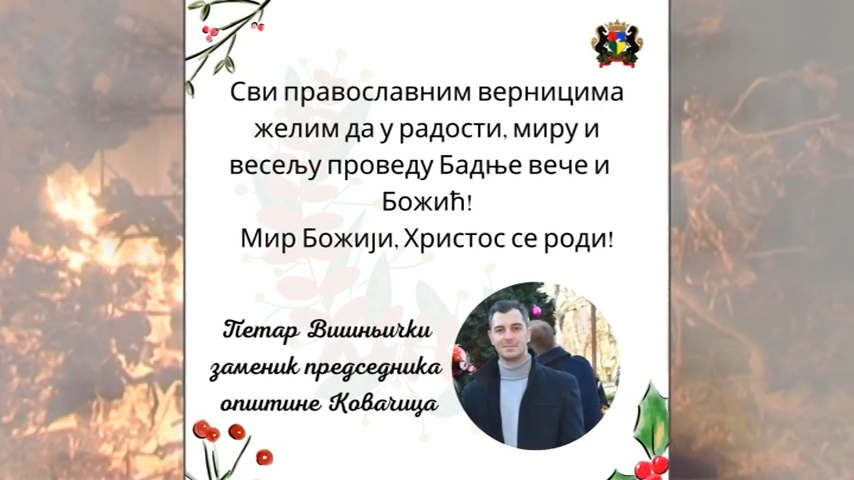 Сви православним верницима
желим да у радости, миру и
весељу проведу Бадње вече и
Божић!
Мир Божији, Христос се роди!
Петар Вишњички
заменик председника
општине Ковачица